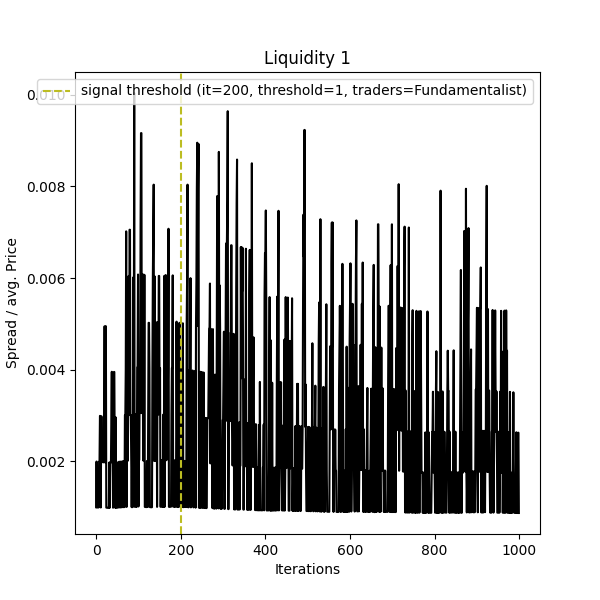 Liquidity 1
signal threshold (it=200, threshold=1, traders=Fundamentalist)
0.010
0.008
0.006
0.004
0.002
Spread / avg. Price
0 200 400 600 800 1000
Iterations